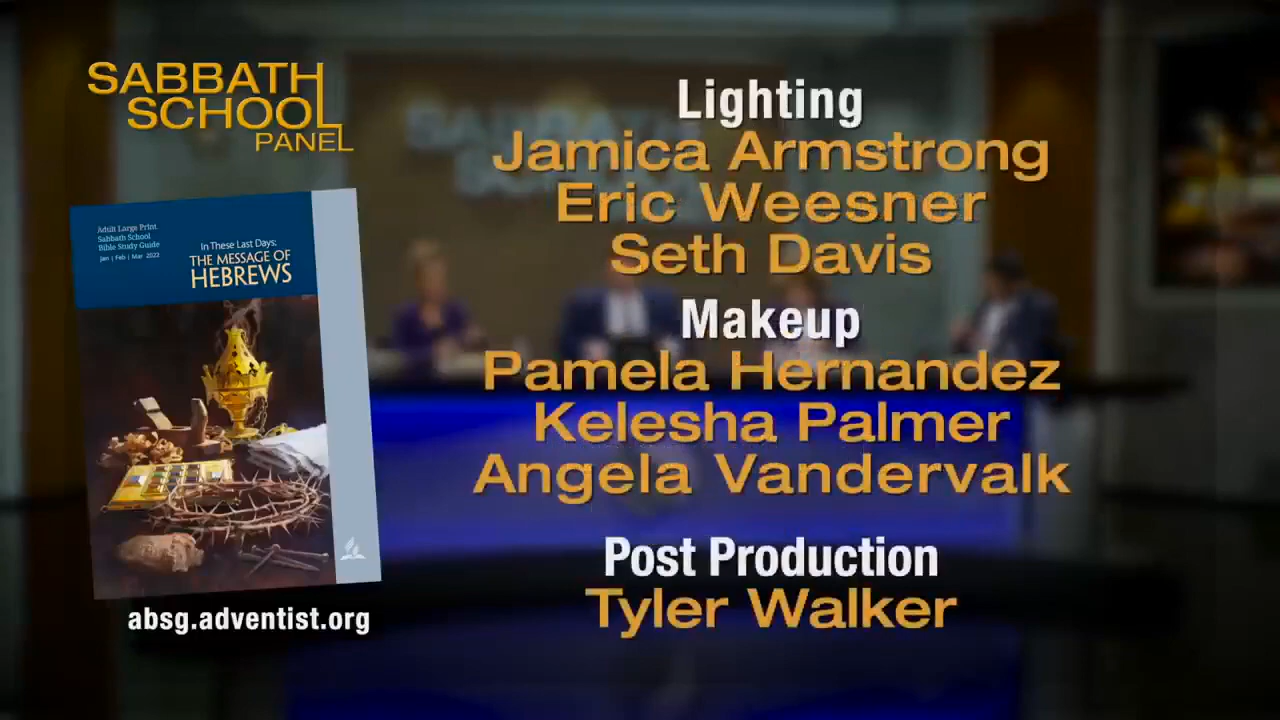 SABBATH
SCHOOL
PANEL
Adult Large Print
Sabbath School
Bible Study Guide
Jan | Feb | Mar 2022
In These Last Days:
THE MESSAGE OF
HEBREWS
absg.adventist.org
Lighting
Jamica Armstrong
Eric Weesner
Seth Davis
Makeup
Pamela Hernandez
Kelesha Palmer
Angela Vandervalk
Post Production
Tyler Walker